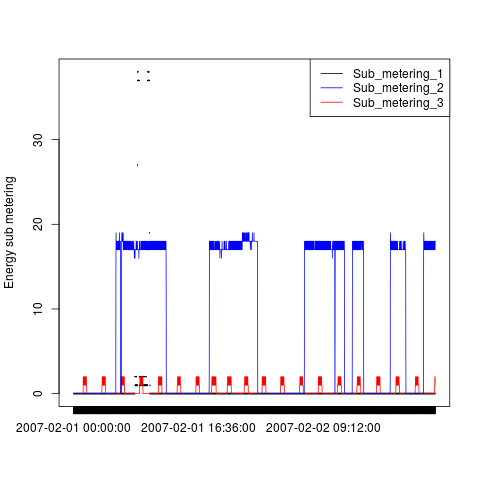 Sub_metering_1
Sub_metering_2
Sub_metering_3
Energy sub metering
30
20
10
0
2007-02-01 00:00:00 2007-02-01 16:36:00 2007-02-02 09:12:00